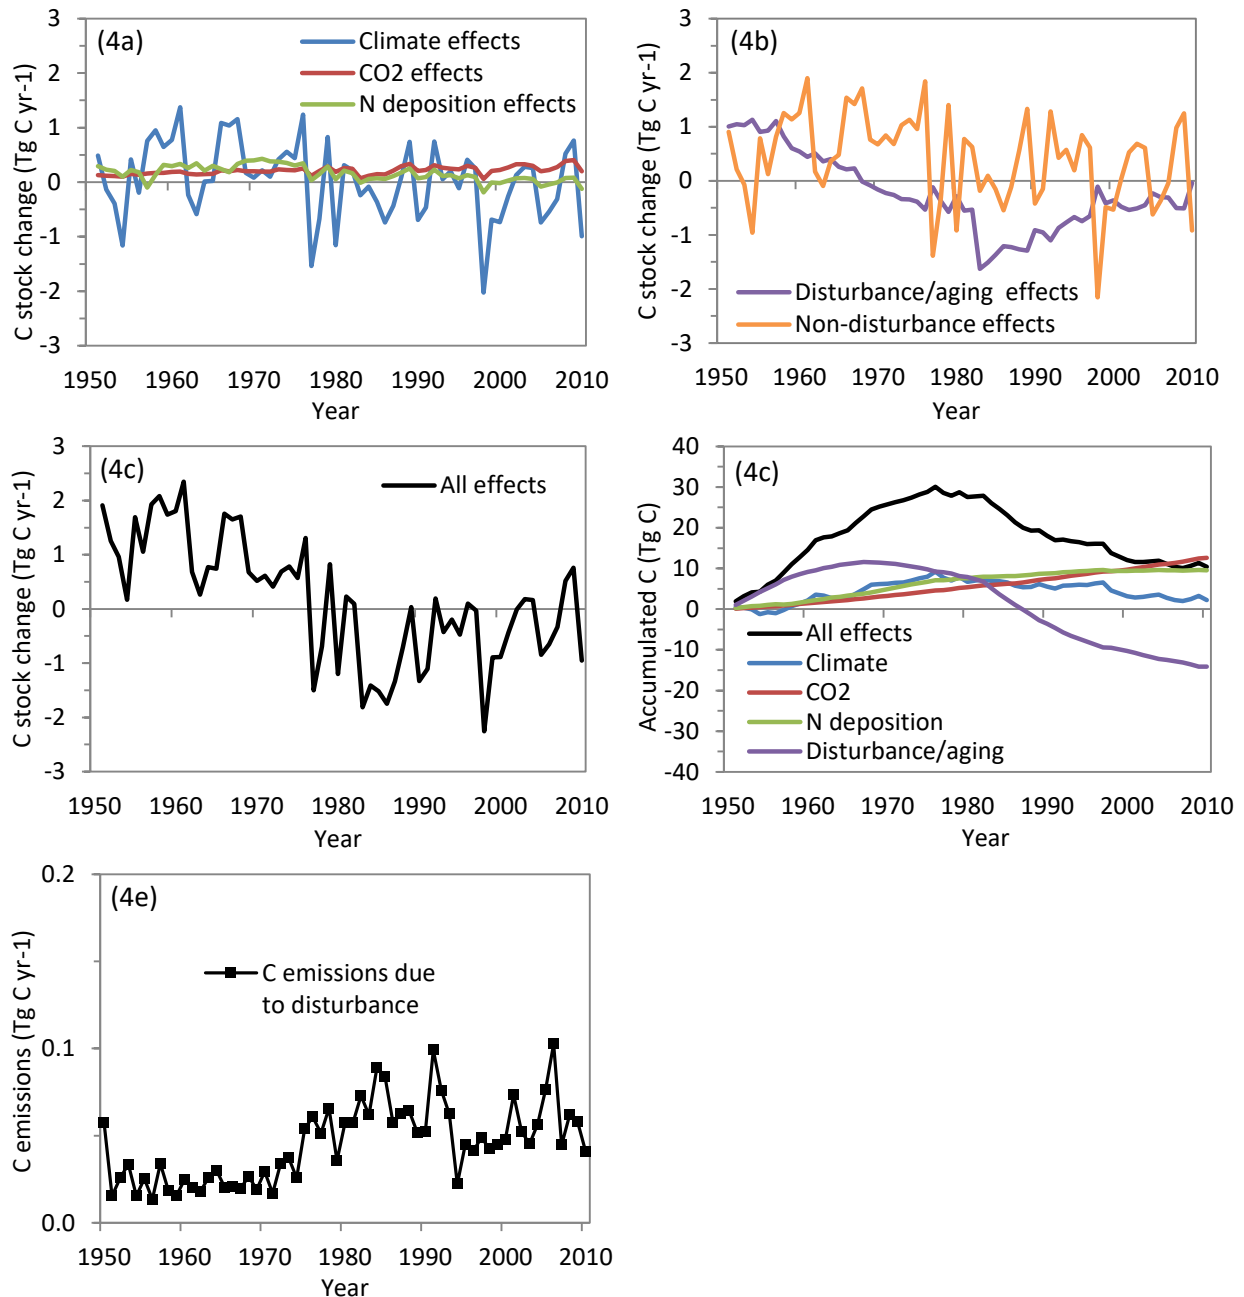 (4a)
C stock change (Tg C yr-1)
3
2
1
0
-1
-2
-3
Climate effects
CO2 effects
N deposition effects
1950 1960 1970 1980 1990 2000 2010
Year
(4b)
C stock change (Tg C yr-1)
3
2
1
0
-1
-2
-3
Disturbance/aging effects
Non-disturbance effects
1950 1960 1970 1980 1990 2000 2010
Year
(4c)
C stock change (Tg C yr-1)
3
2
1
0
-1
-2
-3
All effects
1950 1960 1970 1980 1990 2000 2010
Year
(4c)
Accumulated C (Tg C)
40
30
20
10
0
-10
-20
-30
-40
All effects
Climate
CO2
N deposition
Disturbance/aging
1950 1960 1970 1980 1990 2000 2010
Year
(4e)
C emissions (Tg C yr-1)
0.2
0.1
0.0
C emissions due
to disturbance
1950 1960 1970 1980 1990 2000 2010
Year